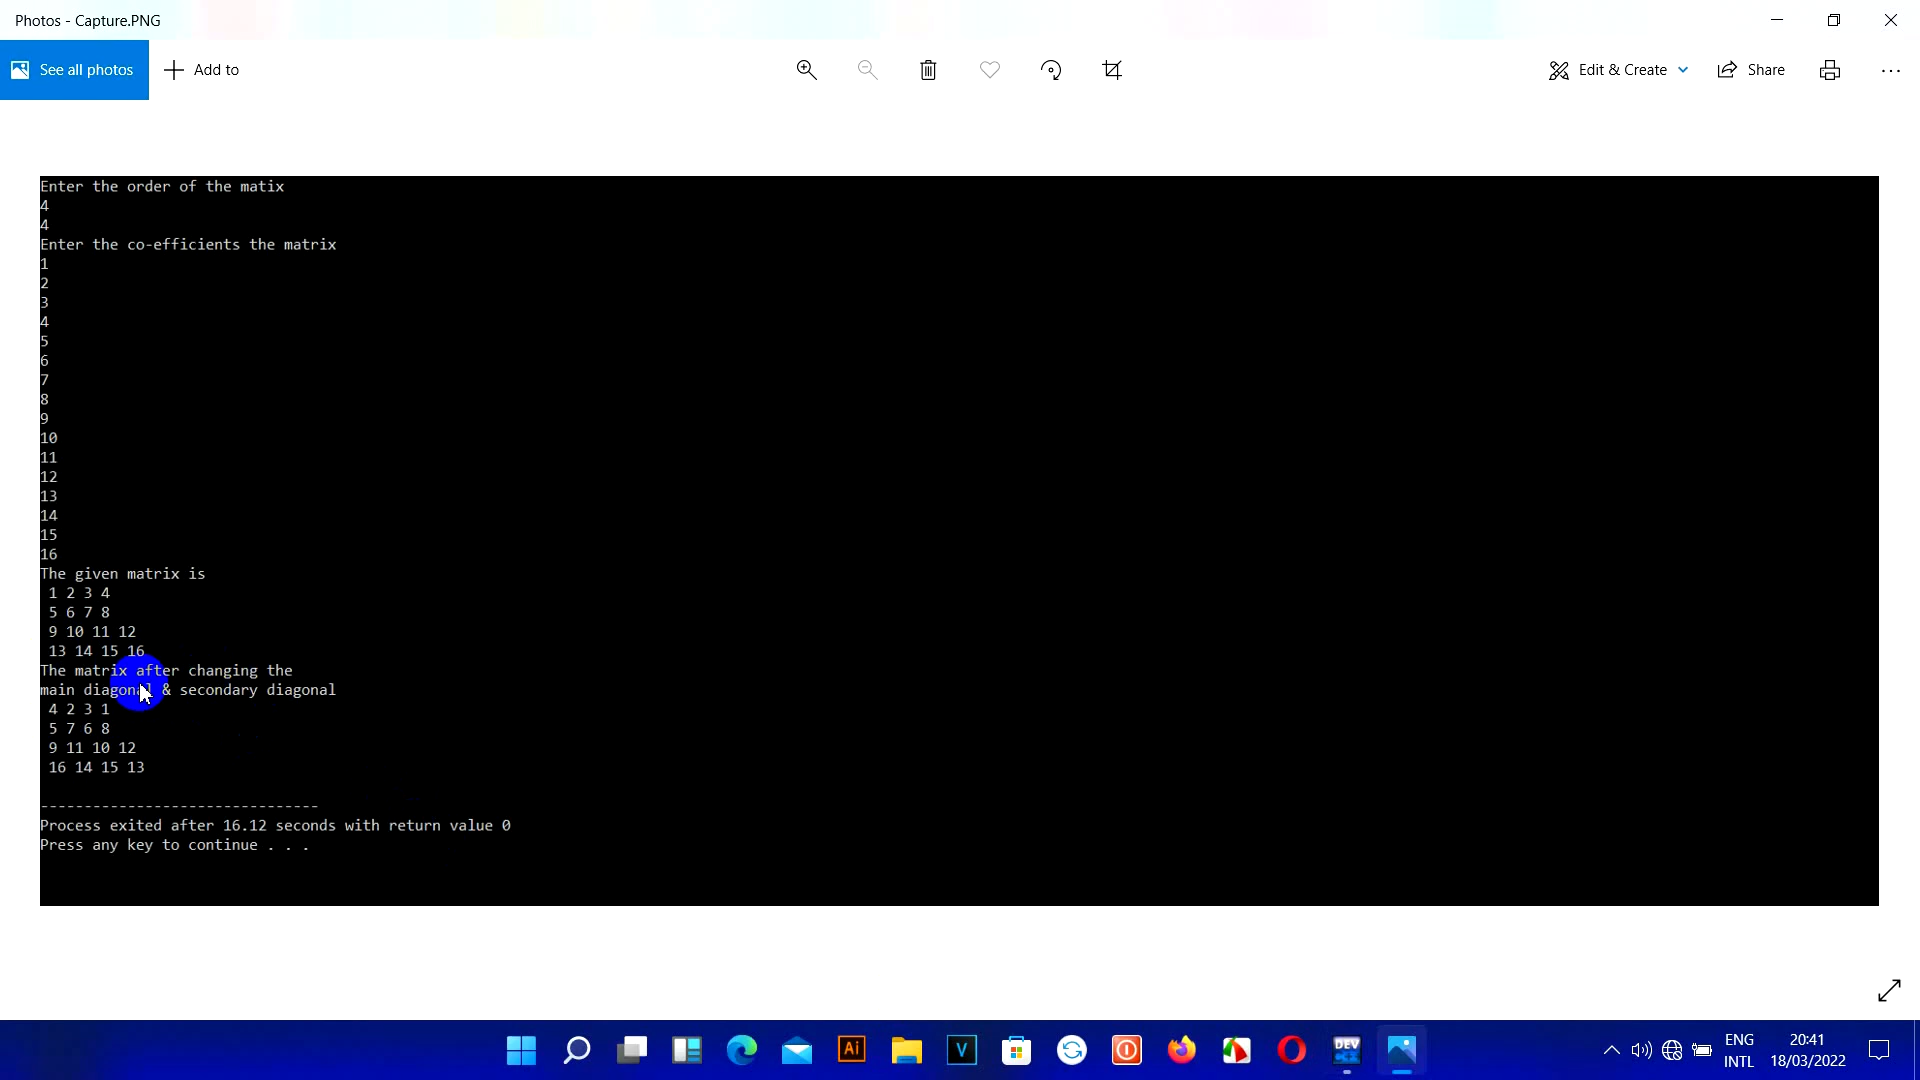 Photos - Capture.PNG
See all photos
Add to
Edit & Create
Share
Enter the order of the matix
4
4
Enter the co-efficients the matrix
1
2
3
4
5
6
7
8
9
10
11
12
13
14
15
16
The given matrix is
1 2 3 4
5 6 7 8
9 10 11 12
13 14 15 16
The matrix after changing the
main diagonal & secondary diagonal
4 2 3 1
5 7 6 8
9 11 10 12
16 14 15 13
--------------------------------
Process exited after 16.12 seconds with return value 0
Press any key to continue . . .
Ai
V
DEV
ENG
INTL
20:41
18/03/2022